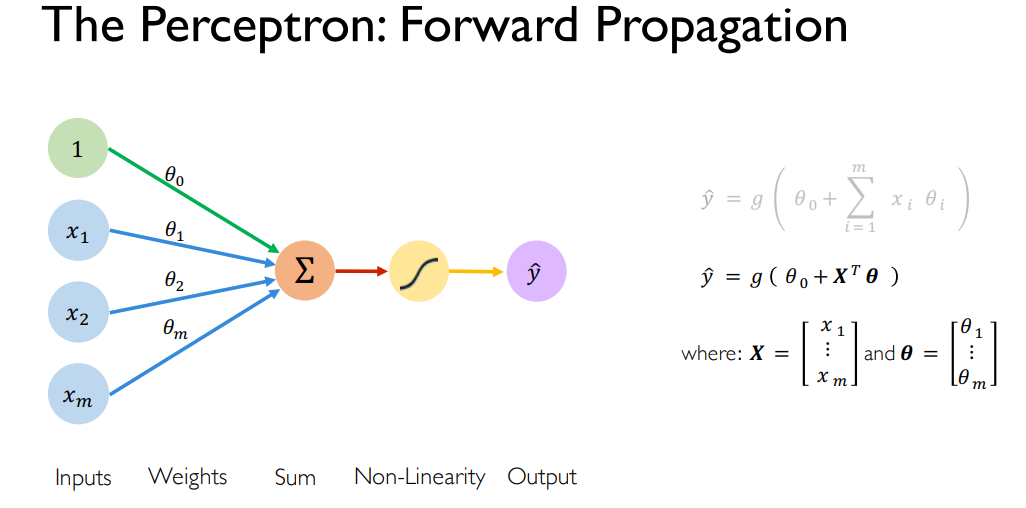 The Perceptron: Forward Propagation
1
θ₀
x₁
θ₁
x₂
θ₂
xₘ
θₘ
Σ
ŷ
ŷ = g ( θ₀ + Σ xᵢ θᵢ )
m
i = 1
ŷ = g ( θ₀ + Xᵀ θ )
where: X = [ x₁ ⋮ xₘ ] and θ = [ θ₁ ⋮ θₘ ]
Inputs Weights Sum Non-Linearity Output